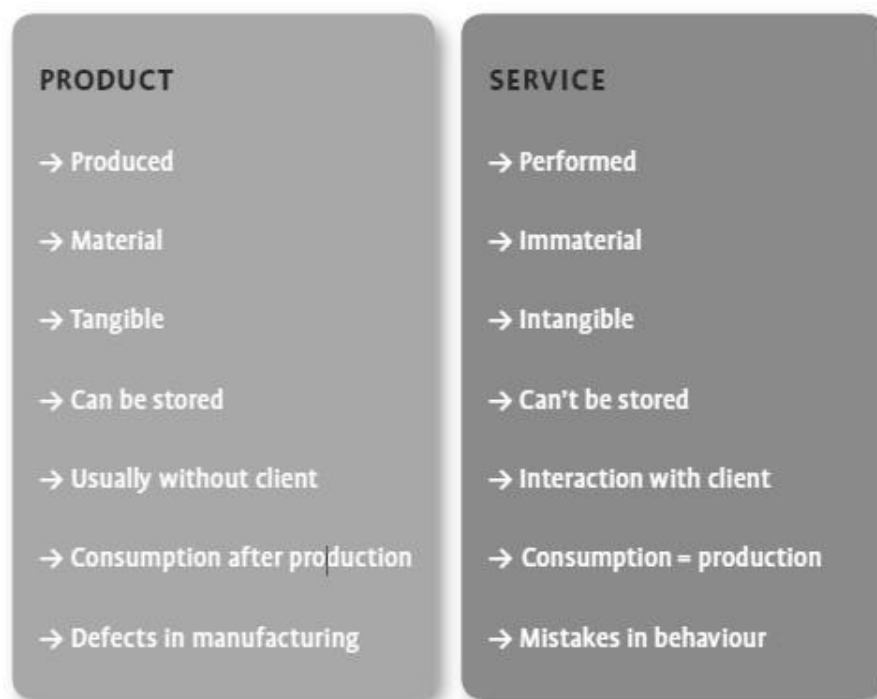 PRODUCT
→ Produced
→ Material
→ Tangible
→ Can be stored
→ Usually without client
→ Consumption after production
→ Defects in manufacturing
SERVICE
→ Performed
→ Immaterial
→ Intangible
→ Can't be stored
→ Interaction with client
→ Consumption = production
→ Mistakes in behaviour